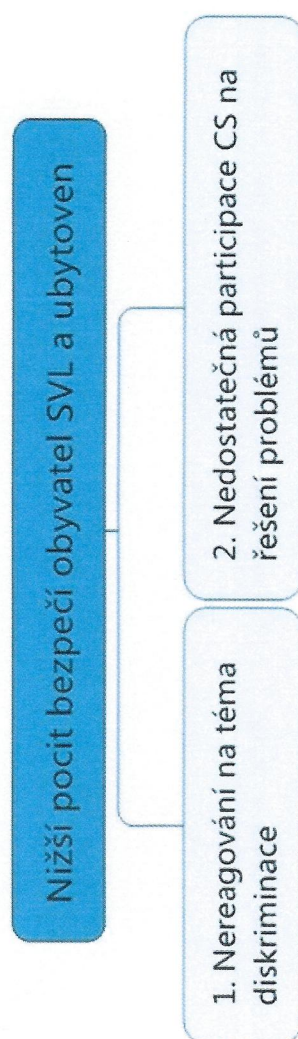 Nižší pocit bezpečí obyvatel SVL a ubytoven
1. Nereagování na téma
diskriminace
2. Nedostatečná participace CS na
řešení problémů